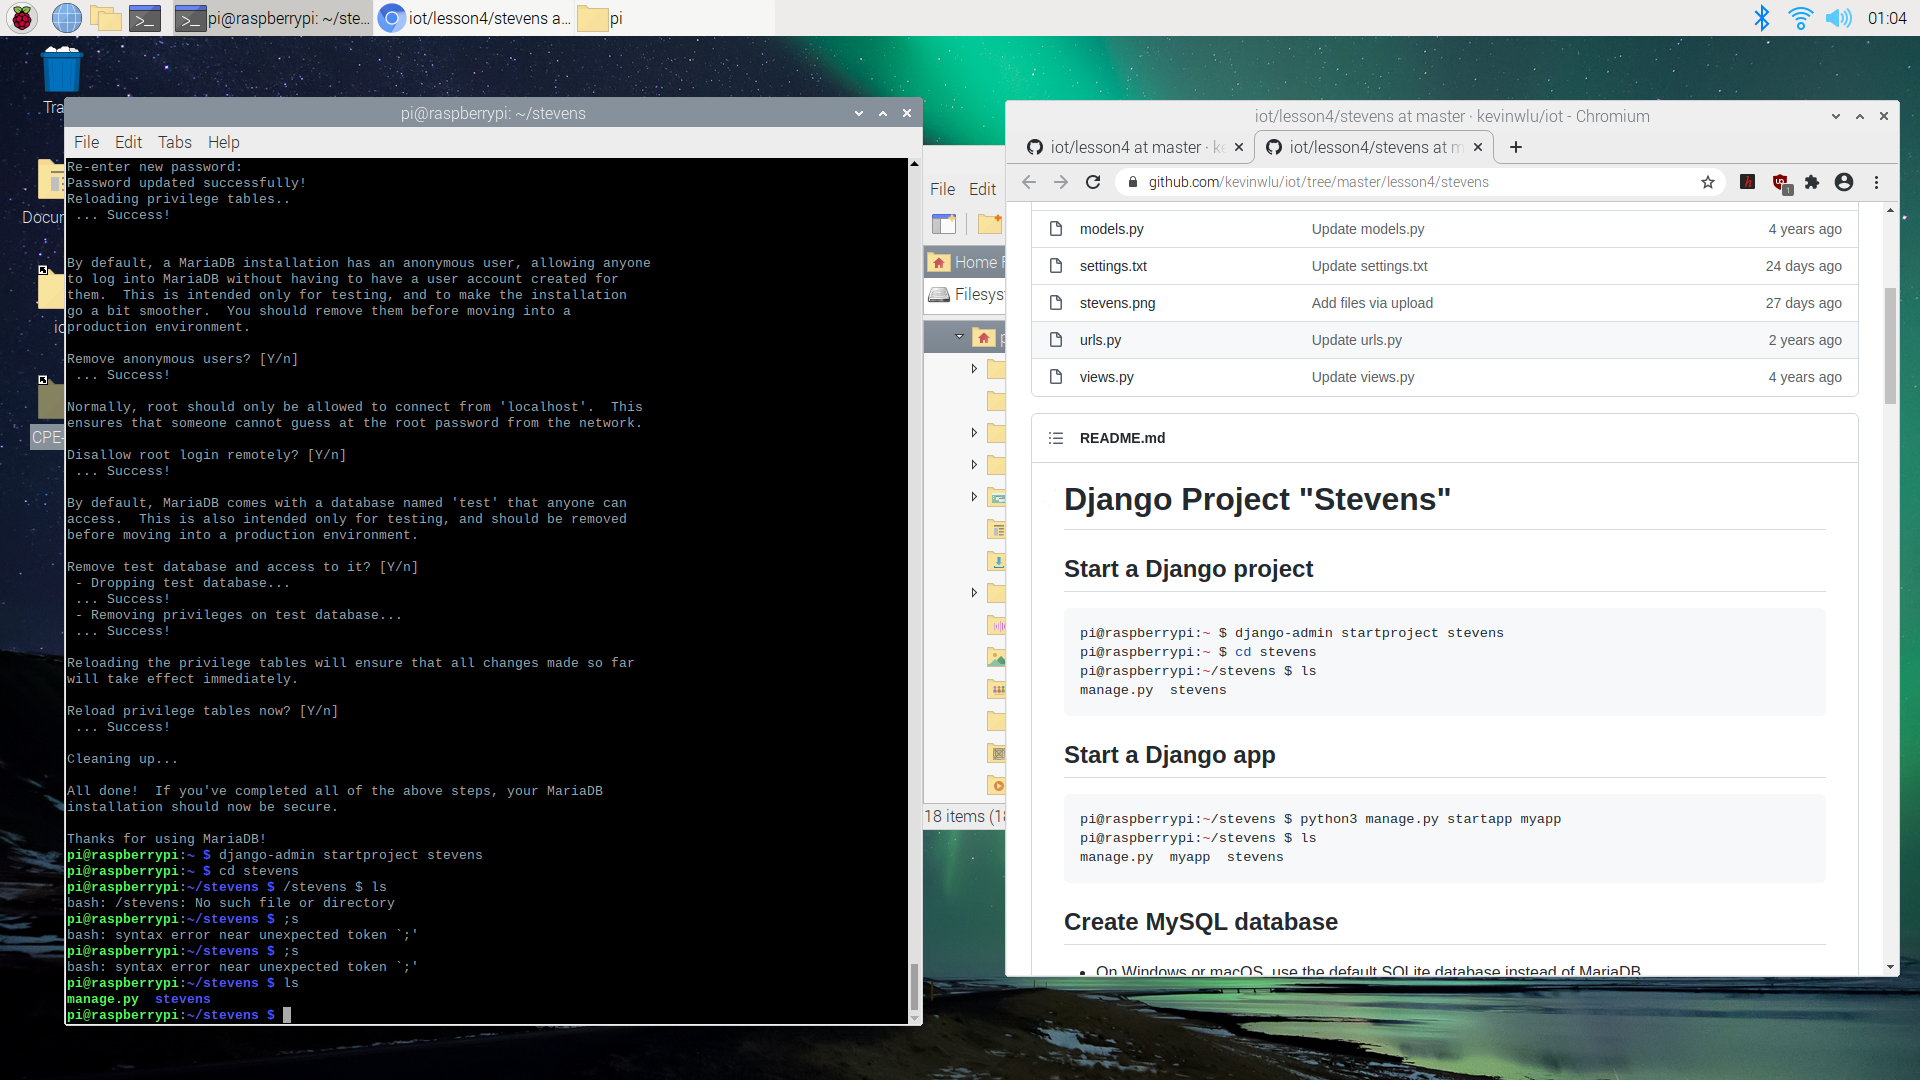 pi@raspberrypi: ~/ste...
iot/lesson4/stevens a...
pi
01:04
Tra
Docum
CPE-
pi@raspberrypi: ~/stevens
File Edit Tabs Help
Re-enter new password:
Password updated successfully!
Reloading privilege tables..
... Success!
By default, a MariaDB installation has an anonymous user, allowing anyone
to log into MariaDB without having to have a user account created for
them.  This is intended only for testing, and to make the installation
go a bit smoother.  You should remove them before moving into a
production environment.
Remove anonymous users? [Y/n]
... Success!
Normally, root should only be allowed to connect from 'localhost'.  This
ensures that someone cannot guess at the root password from the network.
Disallow root login remotely? [Y/n]
... Success!
By default, MariaDB comes with a database named 'test' that anyone can
access.  This is also intended only for testing, and should be removed
before moving into a production environment.
Remove test database and access to it? [Y/n]
- Dropping test database...
... Success!
- Removing privileges on test database...
... Success!
Reloading the privilege tables will ensure that all changes made so far
will take effect immediately.
Reload privilege tables now? [Y/n]
... Success!
Cleaning up...
All done!  If you've completed all of the above steps, your MariaDB
installation should now be secure.
Thanks for using MariaDB!
pi@raspberrypi:~ $ django-admin startproject stevens
pi@raspberrypi:~ $ cd stevens
pi@raspberrypi:~/stevens $ /stevens $ ls
bash: /stevens: No such file or directory
pi@raspberrypi:~/stevens $ ;s
bash: syntax error near unexpected token `;'
pi@raspberrypi:~/stevens $ ;s
bash: syntax error near unexpected token `;'
pi@raspberrypi:~/stevens $ ls
manage.py  stevens
pi@raspberrypi:~/stevens $
File Edit
Home F
Filesys
18 items (18
iot/lesson4/stevens at master · kevinwlu/iot - Chromium
iot/lesson4 at master · ke
iot/lesson4/stevens at m
github.com/kevinwlu/iot/tree/master/lesson4/stevens
models.py Update models.py 4 years ago
settings.txt Update settings.txt 24 days ago
stevens.png Add files via upload 27 days ago
urls.py Update urls.py 2 years ago
views.py Update views.py 4 years ago
README.md
Django Project "Stevens"
Start a Django project
pi@raspberrypi:~ $ django-admin startproject stevens
pi@raspberrypi:~ $ cd stevens
pi@raspberrypi:~/stevens $ ls
manage.py  stevens
Start a Django app
pi@raspberrypi:~/stevens $ python3 manage.py startapp myapp
pi@raspberrypi:~/stevens $ ls
manage.py  myapp  stevens
Create MySQL database
• On Windows or macOS, use the default SQLite database instead of MariaDB